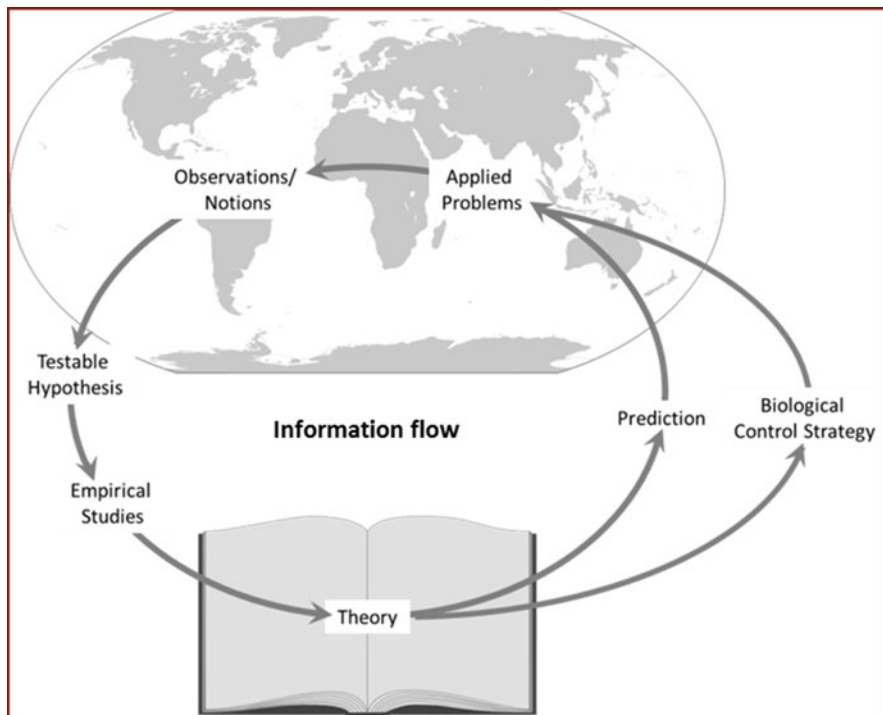 Observations/
Notions
Applied
Problems
Testable
Hypothesis
Information flow
Prediction
Biological
Control Strategy
Empirical
Studies
Theory